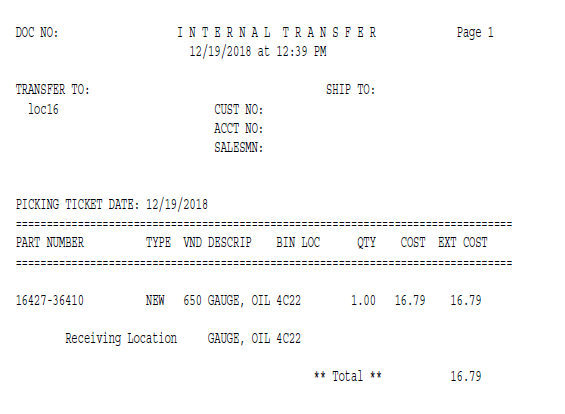 DOC NO: I N T E R N A L T R A N S F E R Page 1
12/19/2018 at 12:39 PM
TRANSFER TO: SHIP TO:
loc16 CUST NO:
ACCT NO:
SALESMN:
PICKING TICKET DATE: 12/19/2018
================================================================================
PART NUMBER TYPE VND DESCRIP BIN LOC QTY COST EXT COST
================================================================================
16427-36410 NEW 650 GAUGE, OIL 4C22 1.00 16.79 16.79
Receiving Location GAUGE, OIL 4C22
** Total ** 16.79